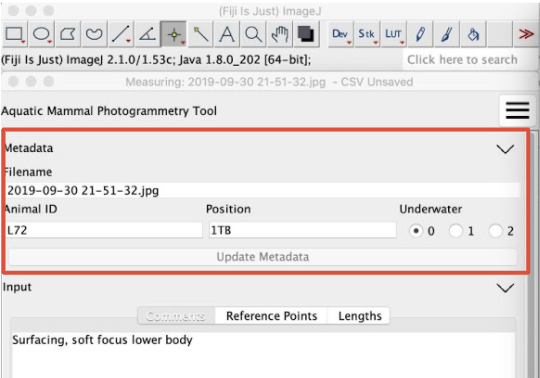 (Fiji Is Just) ImageJ
Dev Stk LUT
(Fiji Is Just) ImageJ 2.1.0/1.53c; Java 1.8.0_202 [64-bit]; Click here to search
Measuring: 2019-09-30 21-51-32.jpg - CSV Unsaved
Aquatic Mammal Photogrammetry Tool
Metadata
Filename
2019-09-30 21-51-32.jpg
Animal ID Position Underwater
L72 1TB 0 1 2
Update Metadata
Input
Comments Reference Points Lengths
Surfacing, soft focus lower body